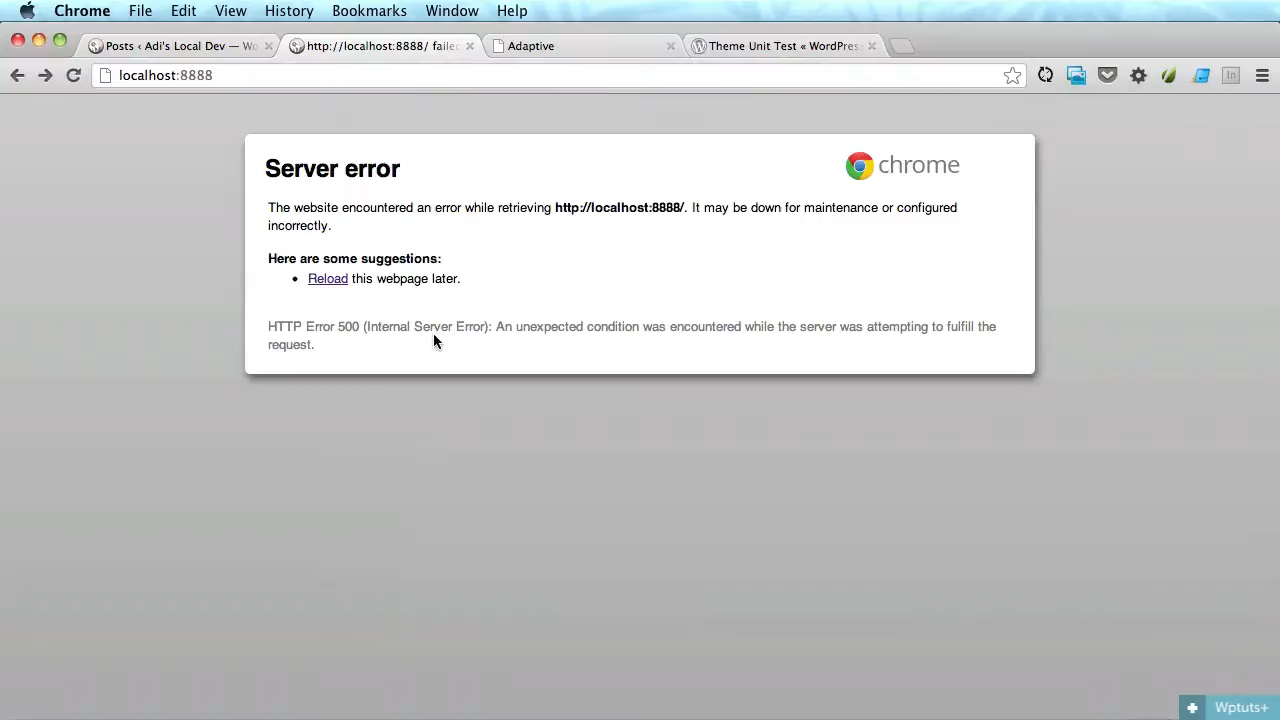 Chrome File Edit View History Bookmarks Window Help
Posts ‹ Adi's Local Dev — Wo
http://localhost:8888/ failed
Adaptive
Theme Unit Test « WordPres
localhost:8888
Server error
chrome
The website encountered an error while retrieving http://localhost:8888/. It may be down for maintenance or configured
incorrectly.
Here are some suggestions:
• Reload this webpage later.
HTTP Error 500 (Internal Server Error): An unexpected condition was encountered while the server was attempting to fulfill the
request.
Wptuts+